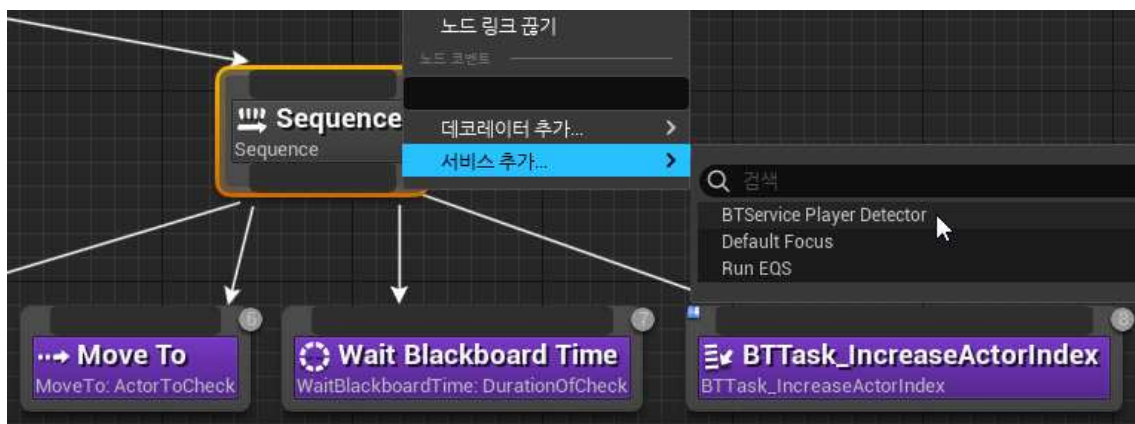 노드 링크 끊기
노드 코멘트
Sequence
Sequence
데코레이터 추가...
서비스 추가...
검색
BTService Player Detector
Default Focus
Run EQS
6
7
8
Move To
MoveTo: ActorToCheck
Wait Blackboard Time
WaitBlackboardTime: DurationOfCheck
BTTask_IncreaseActorIndex
BTTask_IncreaseActorIndex